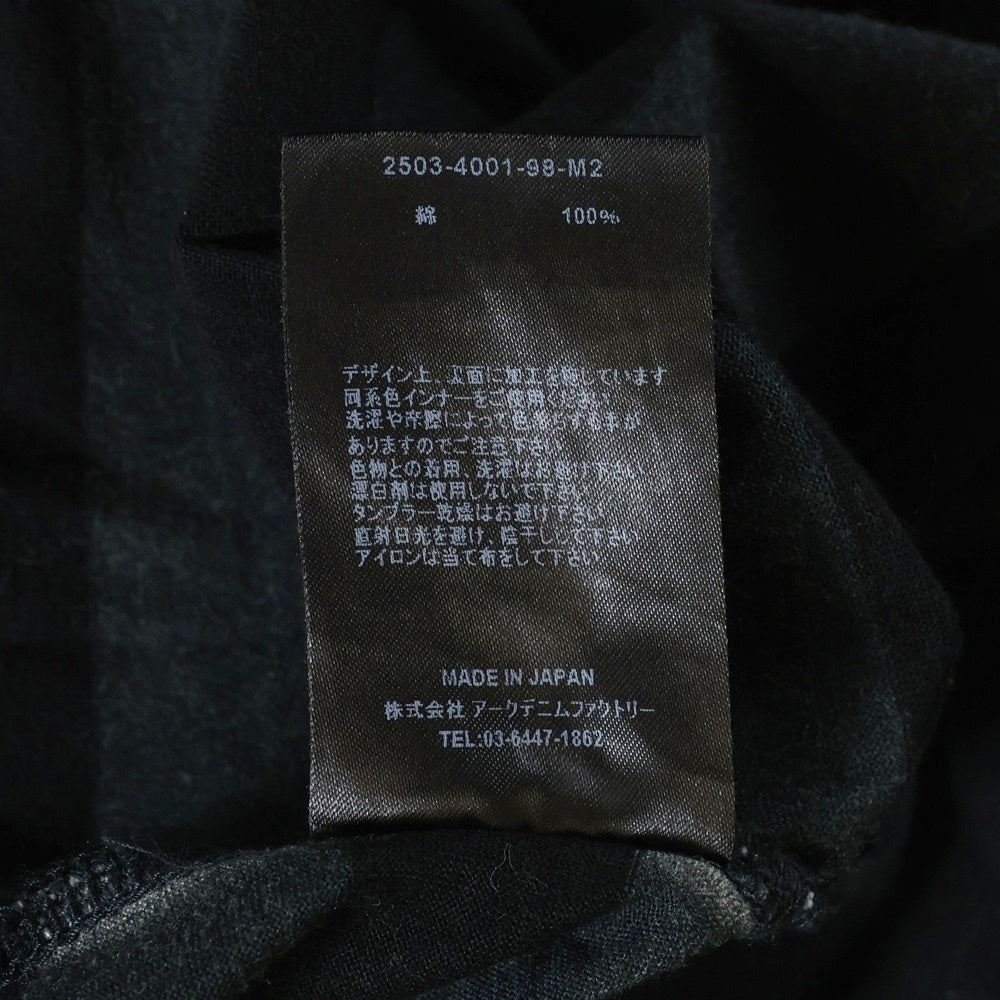 2503-4001-98-M2
綿 100%
デザイン上、表面に加工を施しています
同系色インナーをご使用ください
洗濯や摩擦によって色落ちする事が
ありますのでご注意下さい
色物との着用、洗濯はお避け下さい
漂白剤は使用しないで下さい
タンブラー乾燥はお避け下さい
直射日光を避け、陰干しして下さい
アイロンは当て布をして下さい
MADE IN JAPAN
株式会社 アークデニムファクトリー
TEL:03-6447-1862